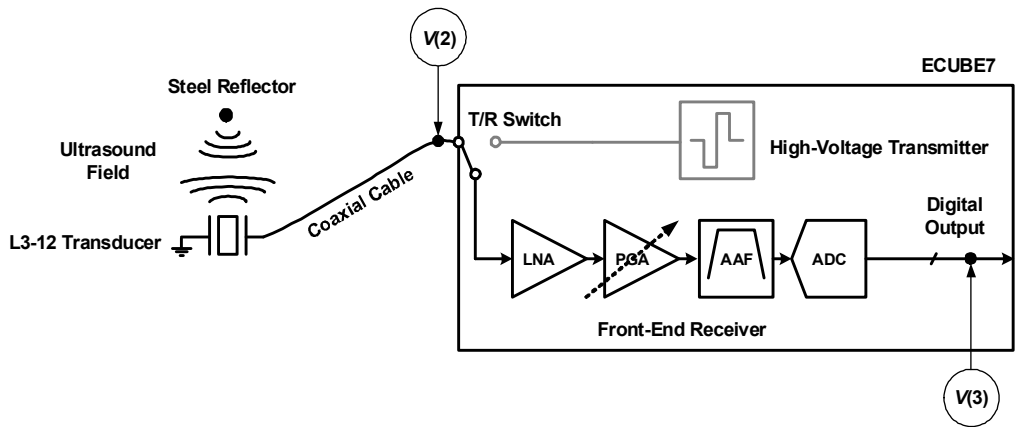 V(2)
ECUBE7
Steel Reflector
T/R Switch
Ultrasound
Field
High-Voltage Transmitter
Coaxial Cable
Digital
Output
L3-12 Transducer
LNA
PGA
AAF
ADC
Front-End Receiver
V(3)